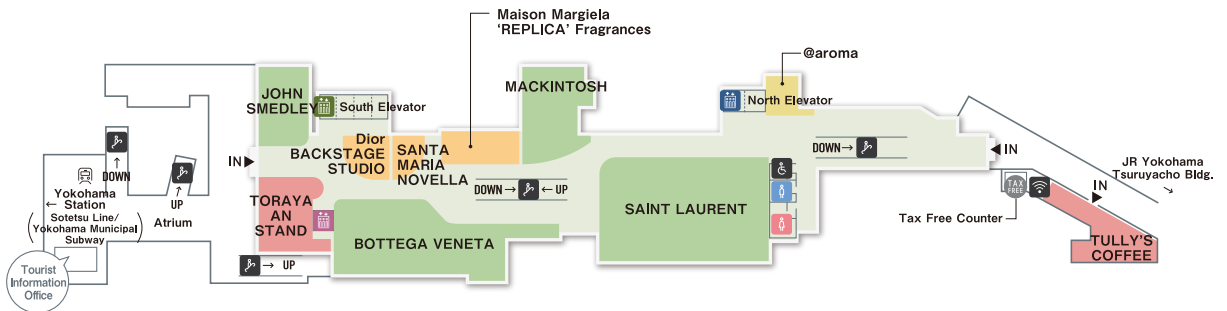 Maison Margiela
‘REPLICA’ Fragrances
@aroma
JOHN
SMEDLEY
South Elevator
MACKINTOSH
North Elevator
Dior
BACKSTAGE
STUDIO
SANTA
MARIA
NOVELLA
IN
DOWN
UP
Yokohama
Station
(Sotetsu Line/
Yokohama Municipal
Subway)
Atrium
Tourist
Information
Office
TORAYA
AN
STAND
UP
BOTTEGA VENETA
DOWN→
←UP
SAINT LAURENT
DOWN→
IN
TAX
FREE
Tax Free Counter
IN
JR Yokohama
Tsuruyacho Bldg.
TULLY’S
COFFEE